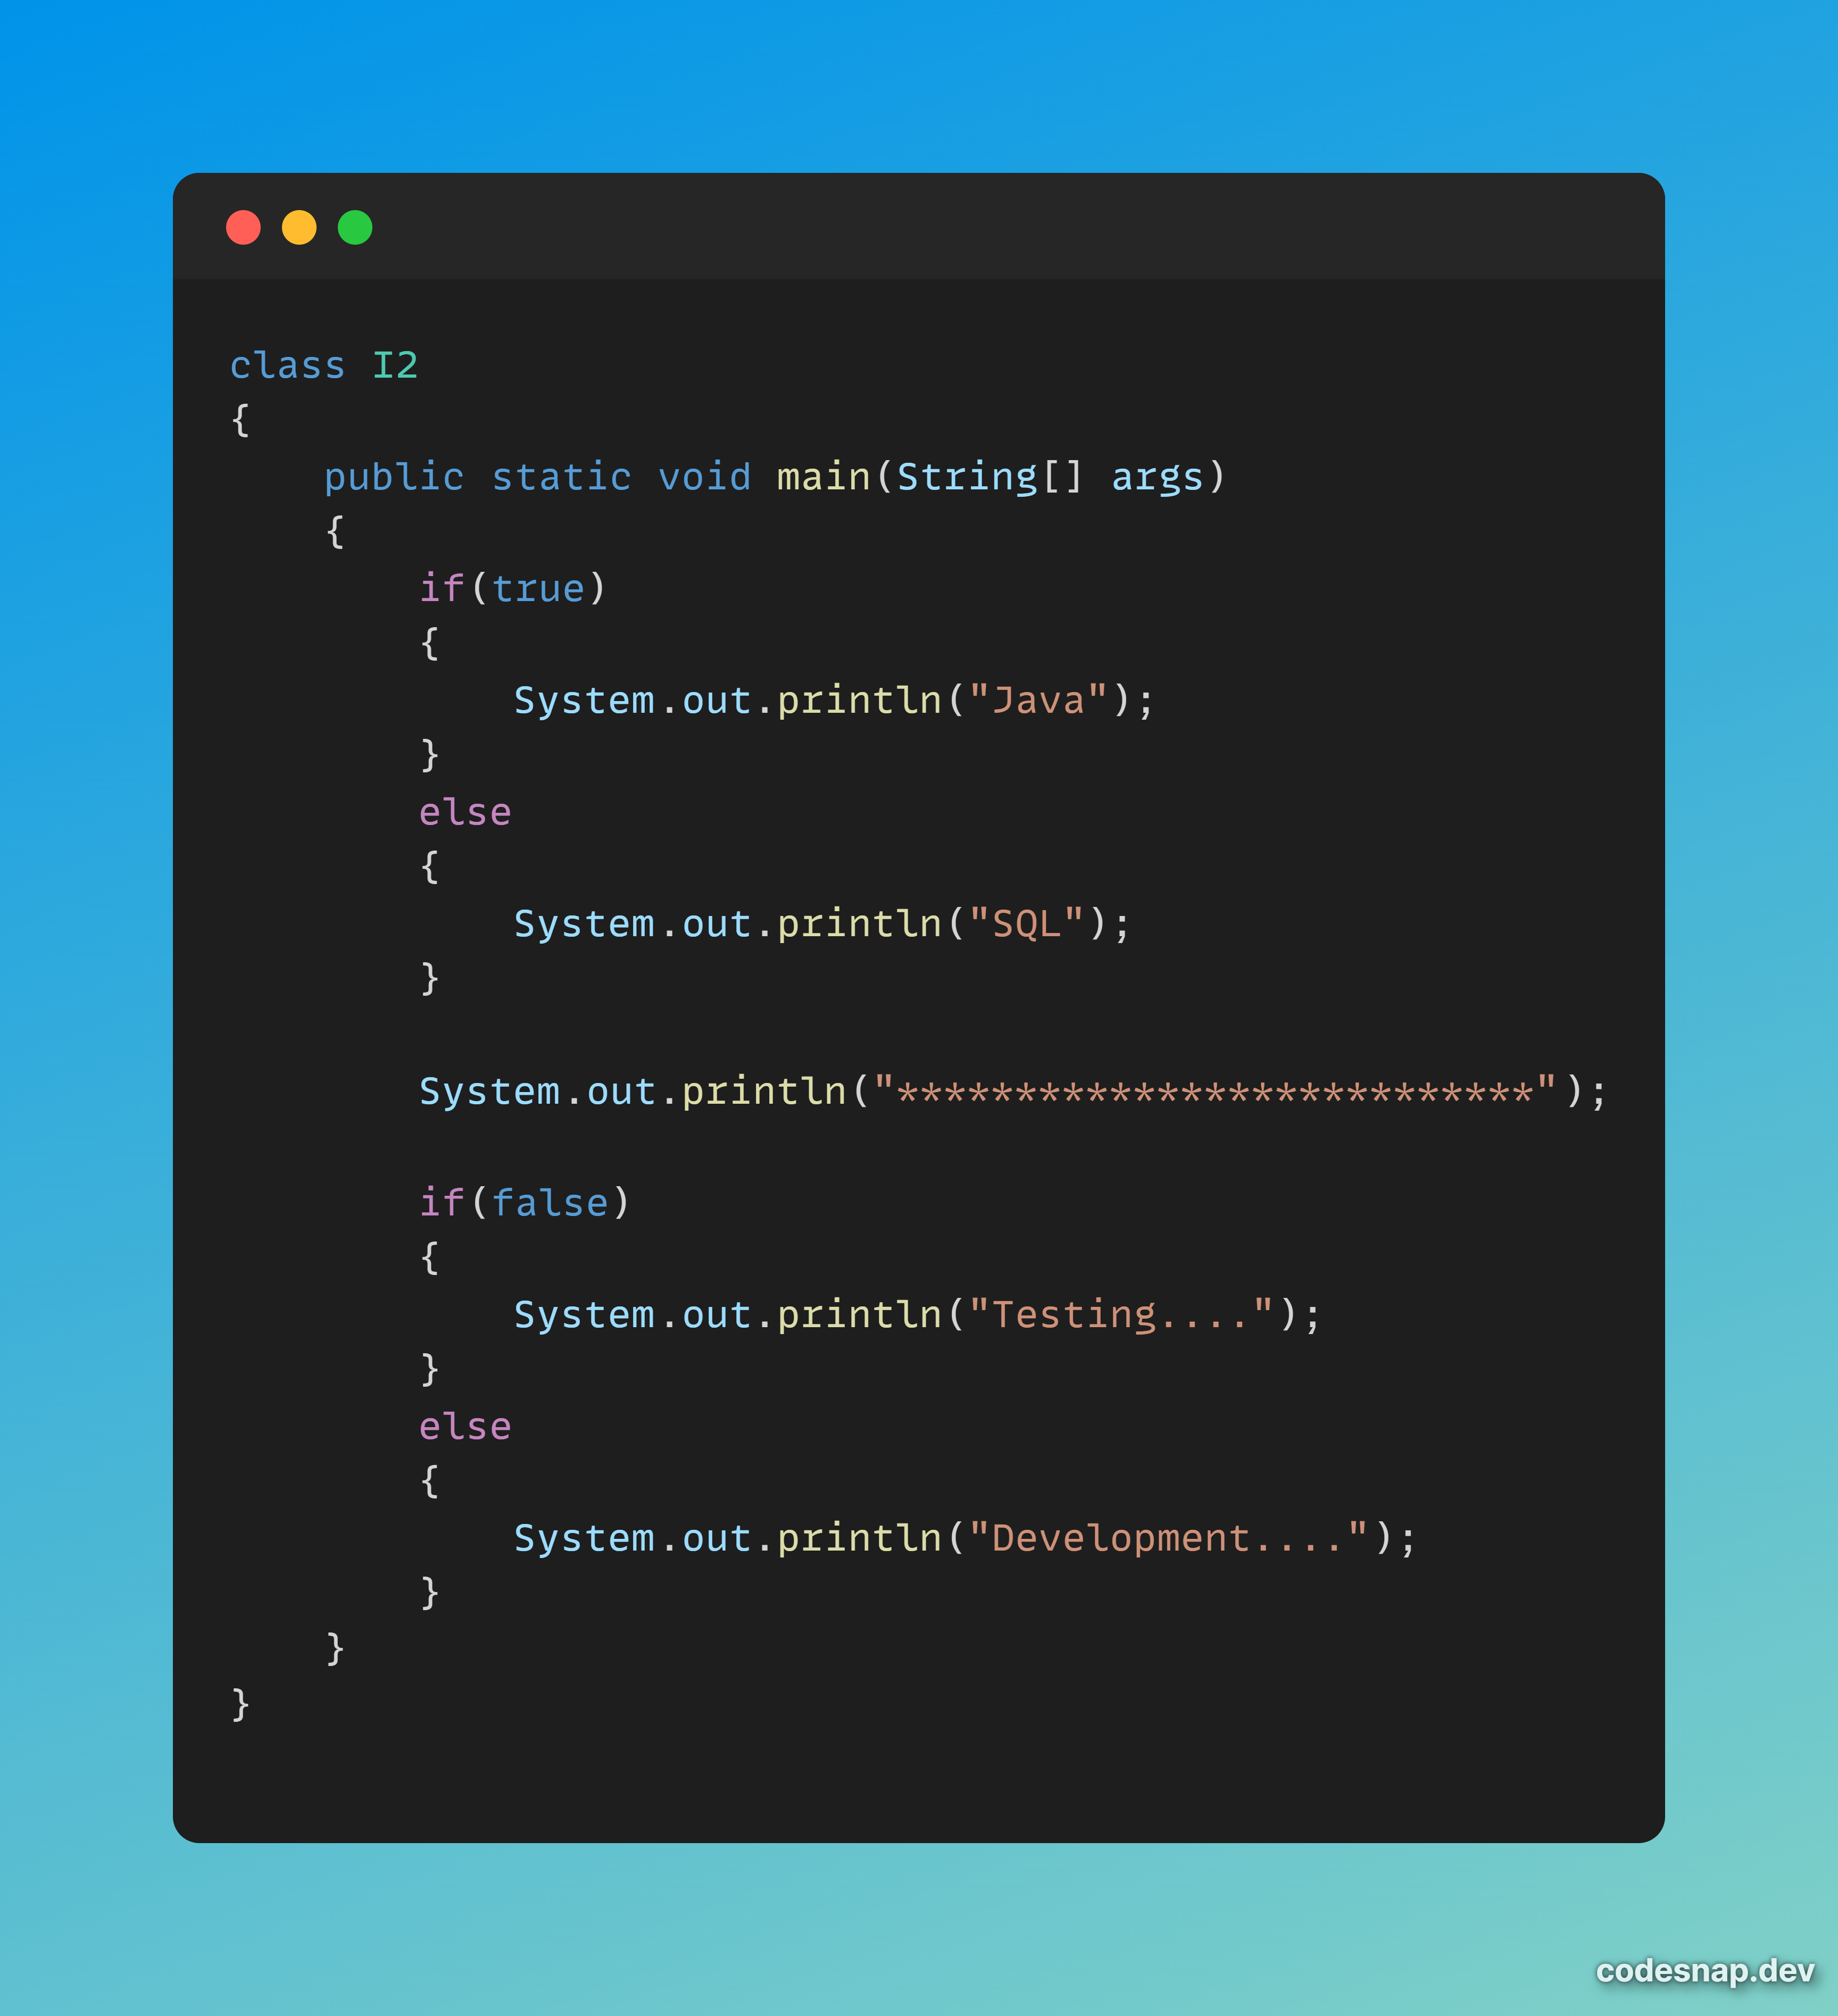 class I2
{
    public static void main(String[] args)
    {
        if(true)
        {
            System.out.println("Java");
        }
        else
        {
            System.out.println("SQL");
        }

        System.out.println("***************************");

        if(false)
        {
            System.out.println("Testing....");
        }
        else
        {
            System.out.println("Development....");
        }
    }
}
codesnap.dev